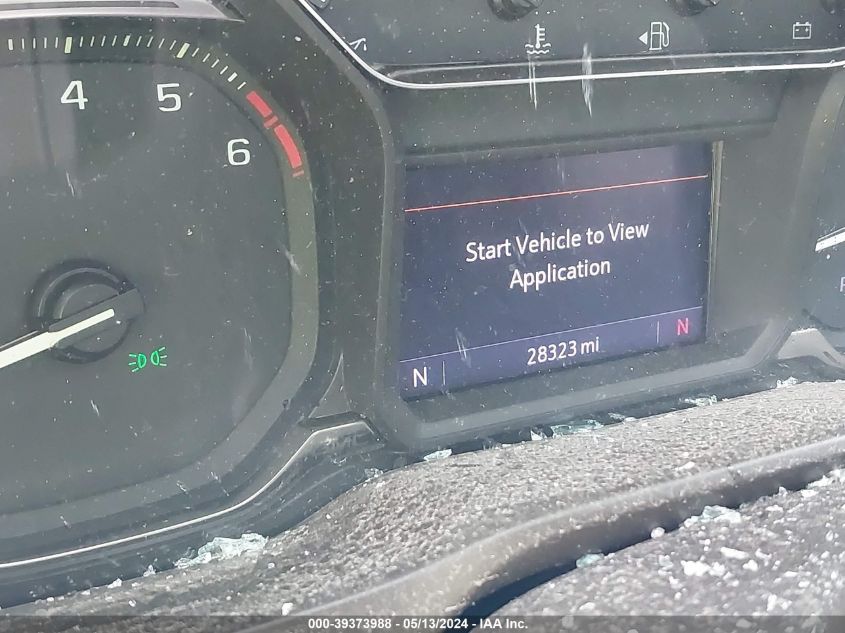 4 5 6
Start Vehicle to View
Application
N 28323 mi N
000-39373988 - 05/13/2024 - IAA Inc.